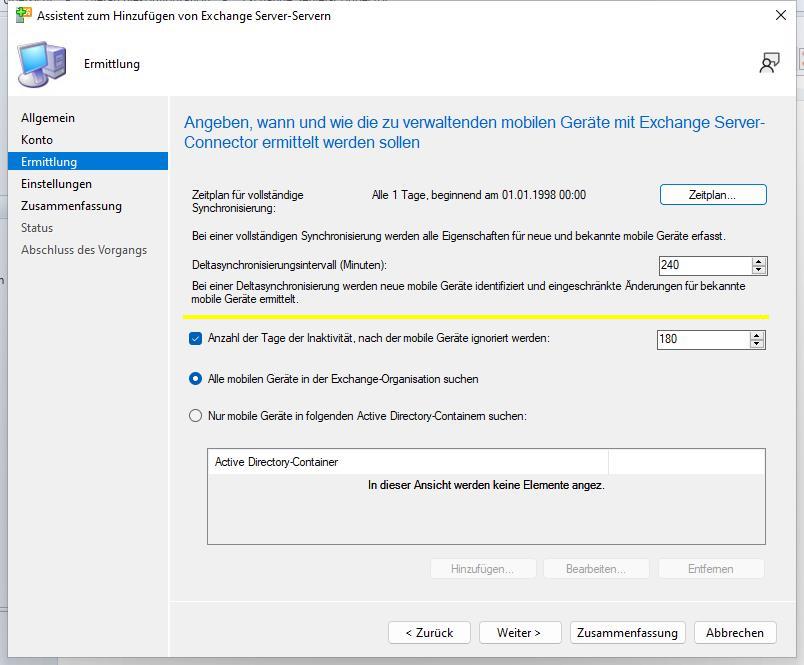 Assistent zum Hinzufügen von Exchange Server-Servern
Ermittlung
Allgemein
Konto
Ermittlung
Einstellungen
Zusammenfassung
Status
Abschluss des Vorgangs
Angeben, wann und wie die zu verwaltenden mobilen Geräte mit Exchange Server-
Connector ermittelt werden sollen
Zeitplan für vollständige
Synchronisierung:
Alle 1 Tage, beginnend am 01.01.1998 00:00
Zeitplan...
Bei einer vollständigen Synchronisierung werden alle Eigenschaften für neue und bekannte mobile Geräte erfasst.
Deltasynchronisierungsintervall (Minuten):
240
Bei einer Deltasynchronisierung werden neue mobile Geräte identifiziert und eingeschränkte Änderungen für bekannte
mobile Geräte ermittelt.
Anzahl der Tage der Inaktivität, nach der mobile Geräte ignoriert werden:
180
Alle mobilen Geräte in der Exchange-Organisation suchen
Nur mobile Geräte in folgenden Active Directory-Containern suchen:
Active Directory-Container
In dieser Ansicht werden keine Elemente angez.
Hinzufügen...
Bearbeiten...
Entfernen
< Zurück
Weiter >
Zusammenfassung
Abbrechen